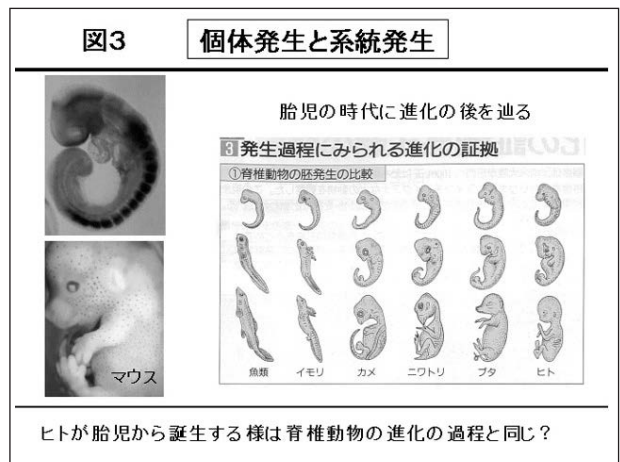 図3
個体発生と系統発生
胎児の時代に進化の後を辿る
3 発生過程にみられる進化の証拠
①脊椎動物の胚発生の比較
魚類 イモリ カメ ニワトリ ブタ ヒト
マウス
ヒトが胎児から誕生する様は脊椎動物の進化の過程と同じ?